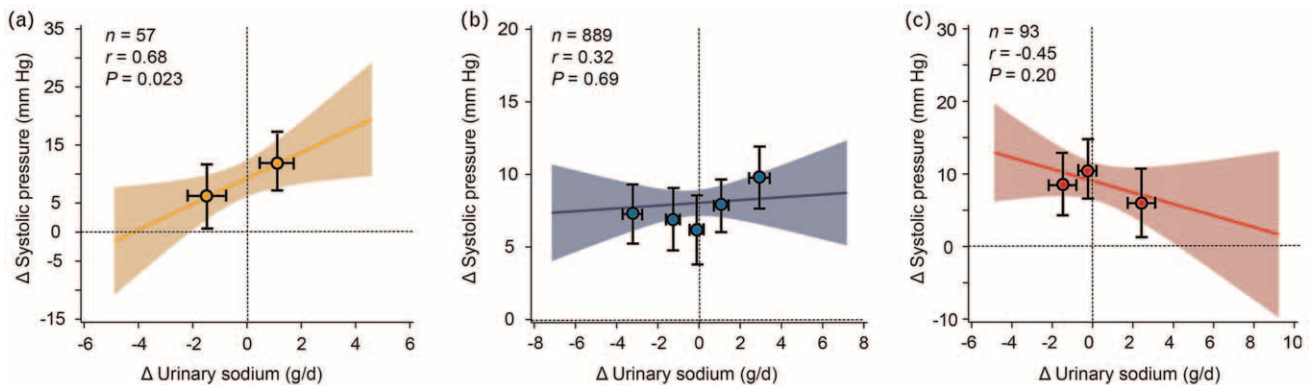 (a)
n = 57
r = 0.68
P = 0.023
Δ Systolic pressure (mm Hg)
35
25
15
5
0
-5
-15
-6 -4 -2 0 2 4 6
Δ Urinary sodium (g/d)
(b)
n = 889
r = 0.32
P = 0.69
Δ Systolic pressure (mm Hg)
20
15
10
5
0
-8 -6 -4 -2 0 2 4 6 8
Δ Urinary sodium (g/d)
(c)
n = 93
r = -0.45
P = 0.20
Δ Systolic pressure (mm Hg)
30
20
10
0
-10
-6 -4 -2 0 2 4 6 8 10
Δ Urinary sodium (g/d)